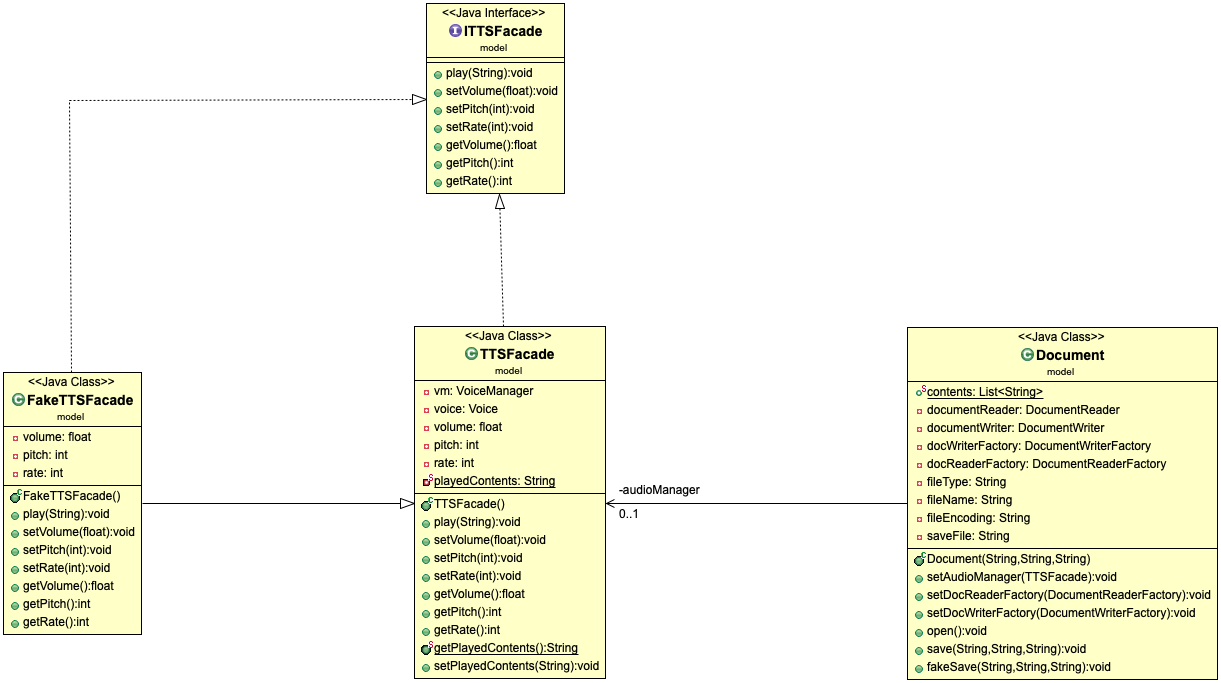 <<Java Interface>>
ITTSFacade
model
play(String):void
setVolume(float):void
setPitch(int):void
setRate(int):void
getVolume():float
getPitch():int
getRate():int
<<Java Class>>
FakeTTSFacade
model
volume: float
pitch: int
rate: int
FakeTTSFacade()
play(String):void
setVolume(float):void
setPitch(int):void
setRate(int):void
getVolume():float
getPitch():int
getRate():int
<<Java Class>>
TTSFacade
model
vm: VoiceManager
voice: Voice
volume: float
pitch: int
rate: int
playedContents: String
TTSFacade()
play(String):void
setVolume(float):void
setPitch(int):void
setRate(int):void
getVolume():float
getPitch():int
getRate():int
getPlayedContents():String
setPlayedContents(String):void
-audioManager
0..1
<<Java Class>>
Document
model
contents: List<String>
documentReader: DocumentReader
documentWriter: DocumentWriter
docWriterFactory: DocumentWriterFactory
docReaderFactory: DocumentReaderFactory
fileType: String
fileName: String
fileEncoding: String
saveFile: String
Document(String,String,String)
setAudioManager(TTSFacade):void
setDocReaderFactory(DocumentReaderFactory):void
setDocWriterFactory(DocumentWriterFactory):void
open():void
save(String,String,String):void
fakeSave(String,String,String):void